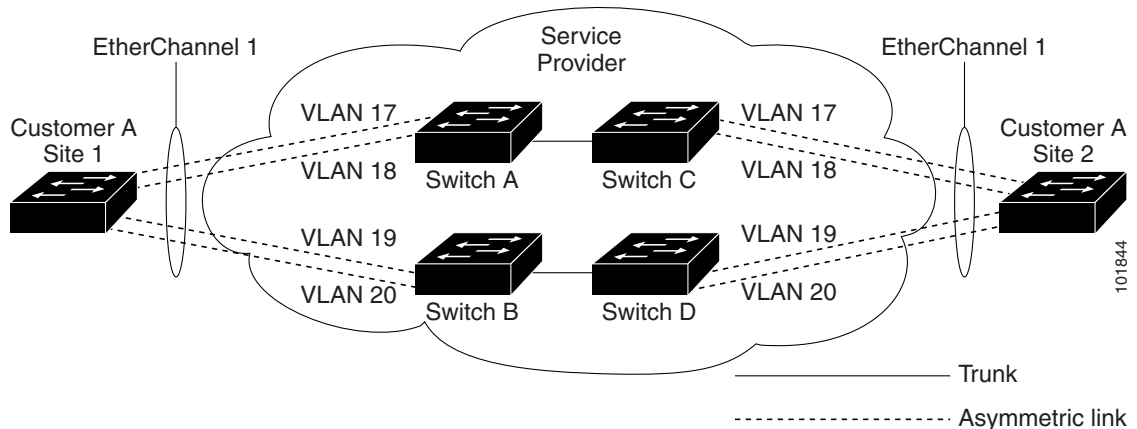 EtherChannel 1
Service
Provider
EtherChannel 1
Customer A
Site 1
VLAN 17
VLAN 18
Switch A
Switch C
VLAN 17
VLAN 18
Customer A
Site 2
VLAN 19
VLAN 20
Switch B
Switch D
VLAN 19
VLAN 20
101844
Trunk
Asymmetric link